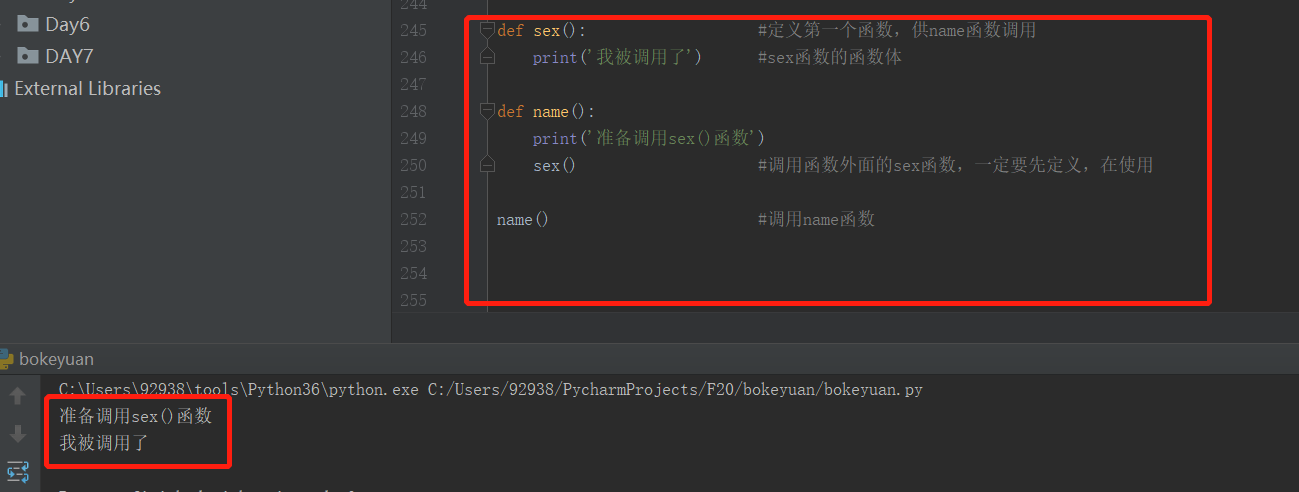 244
Day6
245 def sex(): #定义第一个函数，供name函数调用
DAY7
246 print('我被调用了') #sex函数的函数体
External Libraries
247
248 def name():
249 print('准备调用sex()函数')
250 sex() #调用函数外面的sex函数，一定要先定义，在使用
251
252 name() #调用name函数
253
254
255
bokeyuan
C:\Users\92938\tools\Python36\python.exe C:/Users/92938/PycharmProjects/F20/bokeyuan/bokeyuan.py
准备调用sex()函数
我被调用了